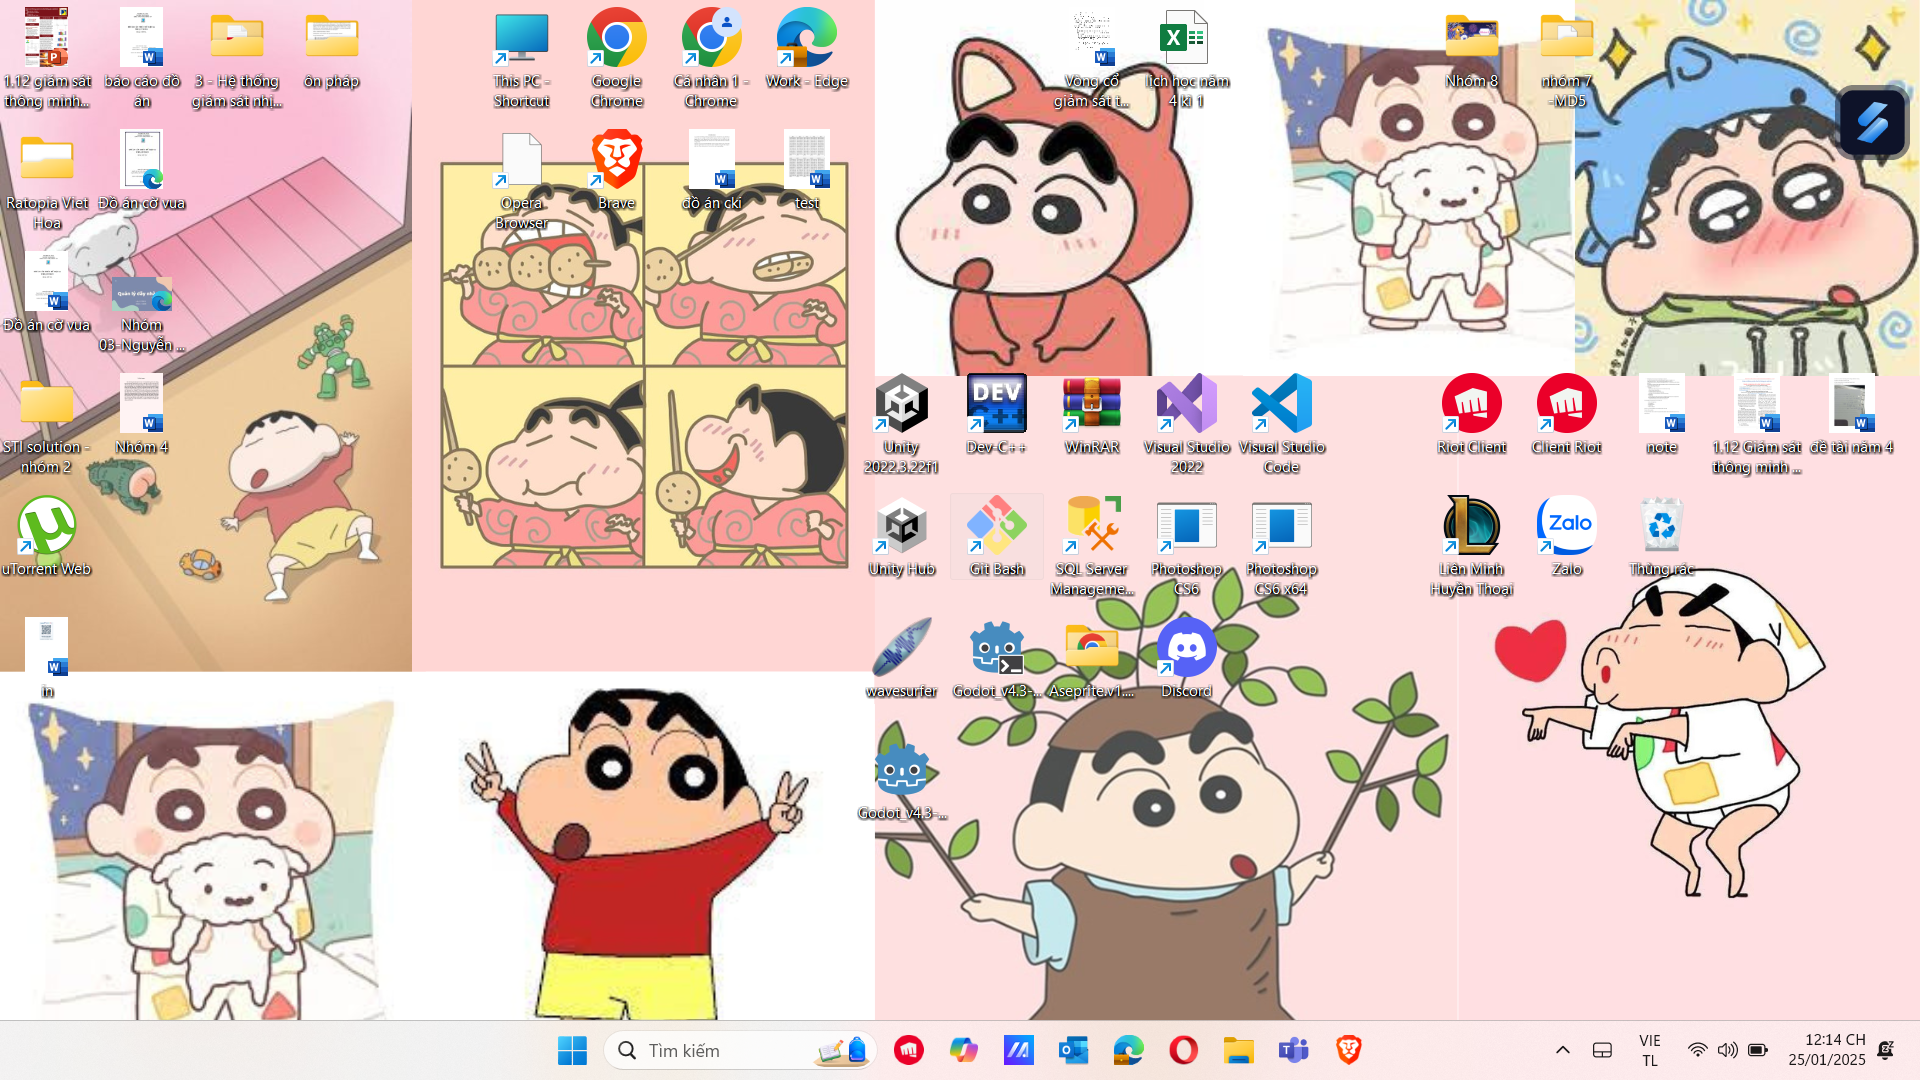 1.12 giám sát
thông minh...
báo cáo đồ
án
3 - Hệ thống
giám sát nhị...
ôn pháp
This PC -
Shortcut
Google
Chrome
Cá nhân 1 -
Chrome
Work - Edge
Vòng cổ
giám sát t...
lịch học năm
4 kì 1
Nhóm 8
nhóm 7
-MD5
Ratopia Viet
Hoa
Đồ án cờ vua
Opera
Browser
Brave
đồ án cki
test
Đồ án cờ vua
Nhóm
03-Nguyễn ...
STI solution -
nhóm 2
Nhóm 4
Unity
2022.3.22f1
DEV
C++
Dev-C++
WinRAR
Visual Studio
2022
Visual Studio
Code
Riot Client
Client Riot
note
1.12 Giám sát
thông minh ...
đề tài năm 4
uTorrent Web
Unity Hub
Git Bash
SQL Server
Manageme...
Photoshop
CS6
Photoshop
CS6 x64
Liên Minh
Huyền Thoại
Zalo
Zalo
Thùng rác
in
wavesurfer
Godot_v4.3-...
Aseprite.v1....
Discord
Godot_v4.3-...
Tìm kiếm
VIE
TL
12:14 CH
25/01/2025